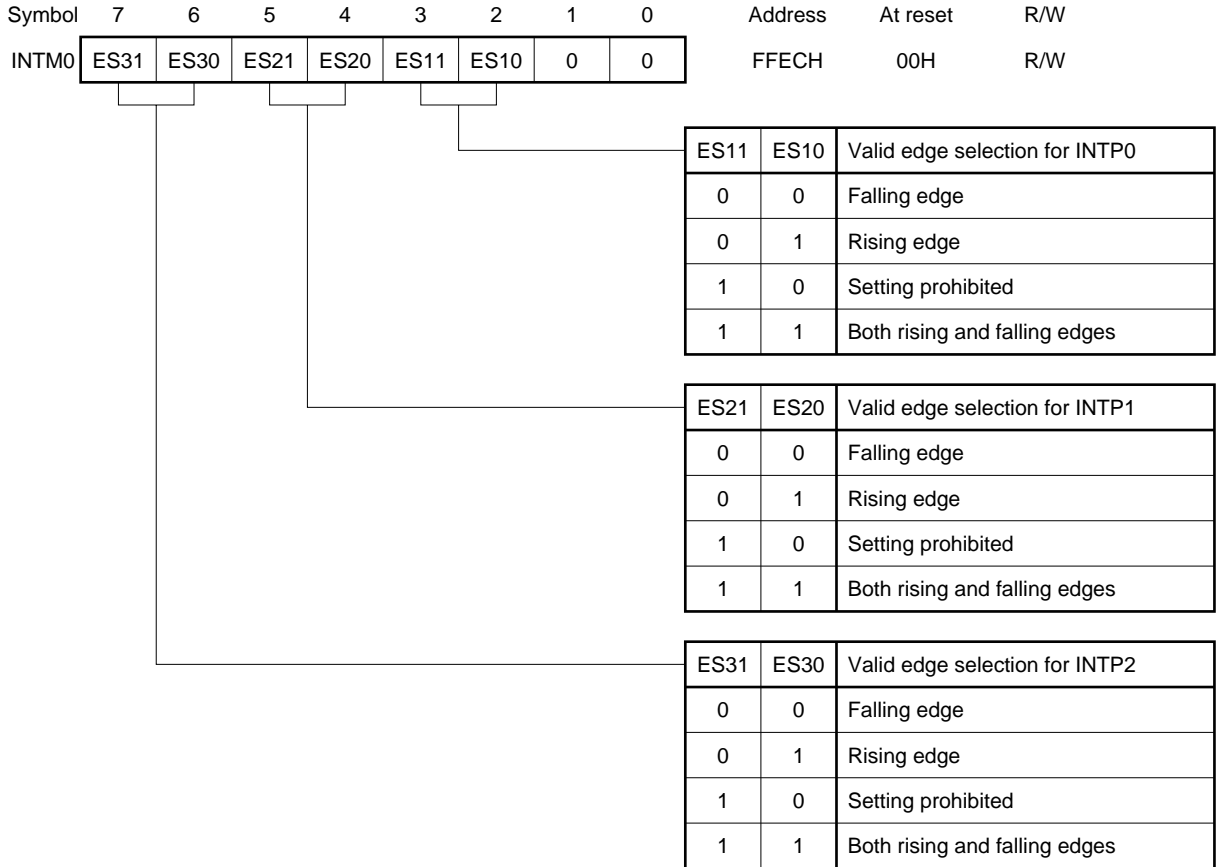 Symbol 7 6 5 4 3 2 1 0 Address At reset R/W
INTM0 ES31 ES30 ES21 ES20 ES11 ES10 0 0 FFECH 00H R/W
ES11 ES10 Valid edge selection for INTP0
0 0 Falling edge
0 1 Rising edge
1 0 Setting prohibited
1 1 Both rising and falling edges
ES21 ES20 Valid edge selection for INTP1
0 0 Falling edge
0 1 Rising edge
1 0 Setting prohibited
1 1 Both rising and falling edges
ES31 ES30 Valid edge selection for INTP2
0 0 Falling edge
0 1 Rising edge
1 0 Setting prohibited
1 1 Both rising and falling edges